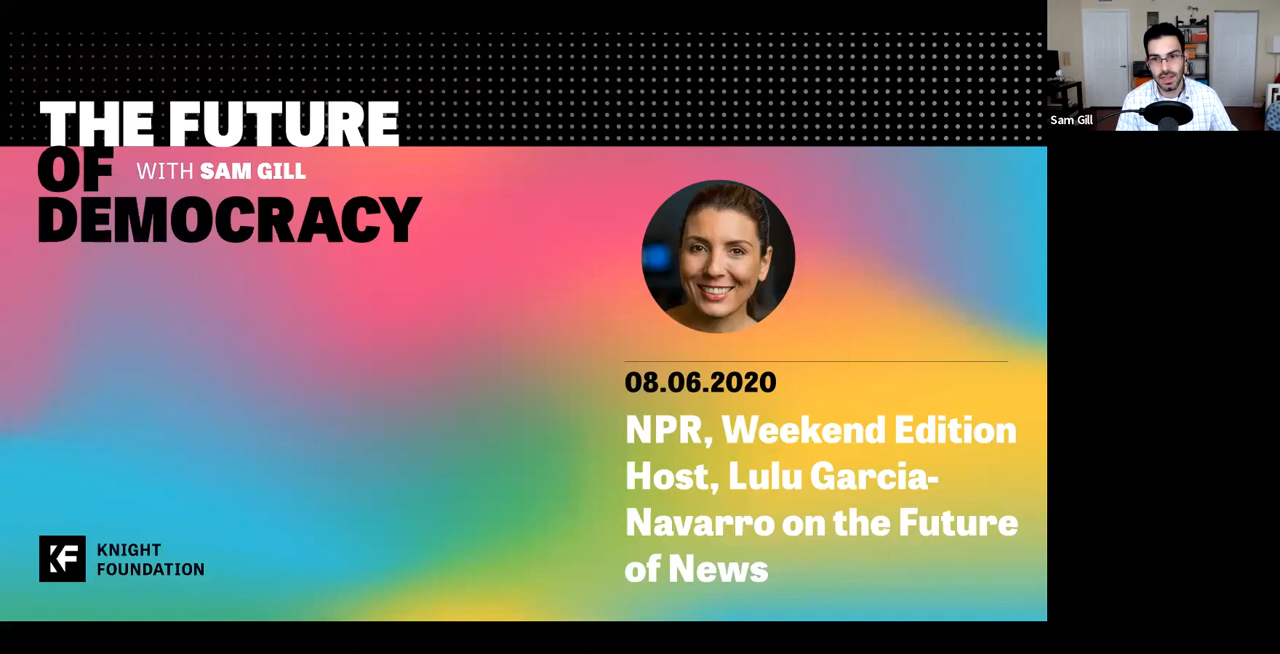 THE FUTURE
OF WITH SAM GILL
DEMOCRACY
Sam Gill
08.06.2020
NPR, Weekend Edition
Host, Lulu Garcia-
Navarro on the Future
of News
KF KNIGHT
FOUNDATION